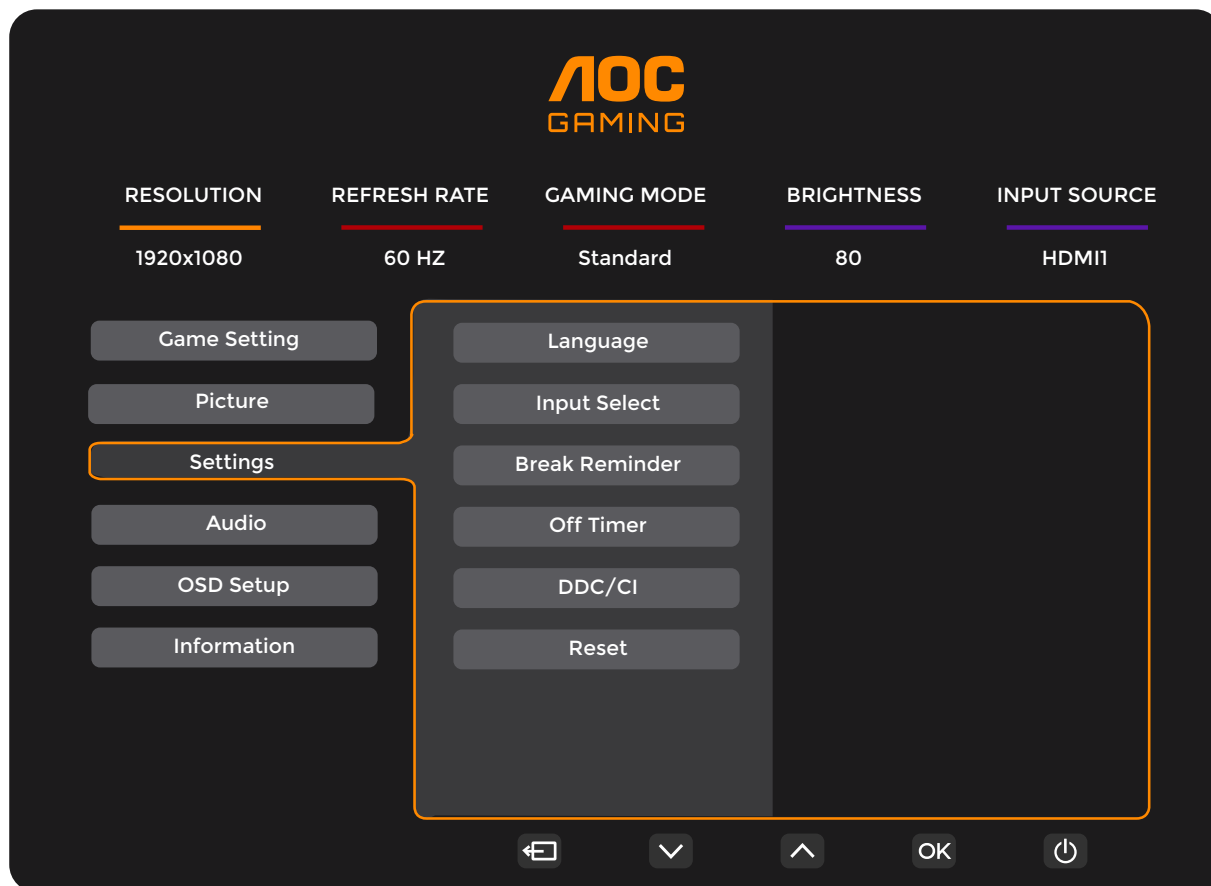 AOC
GAMING
RESOLUTION REFRESH RATE GAMING MODE BRIGHTNESS INPUT SOURCE
1920x1080 60 HZ Standard 80 HDMI1
Game Setting
Picture
Settings
Audio
OSD Setup
Information
Language
Input Select
Break Reminder
Off Timer
DDC/CI
Reset
OK